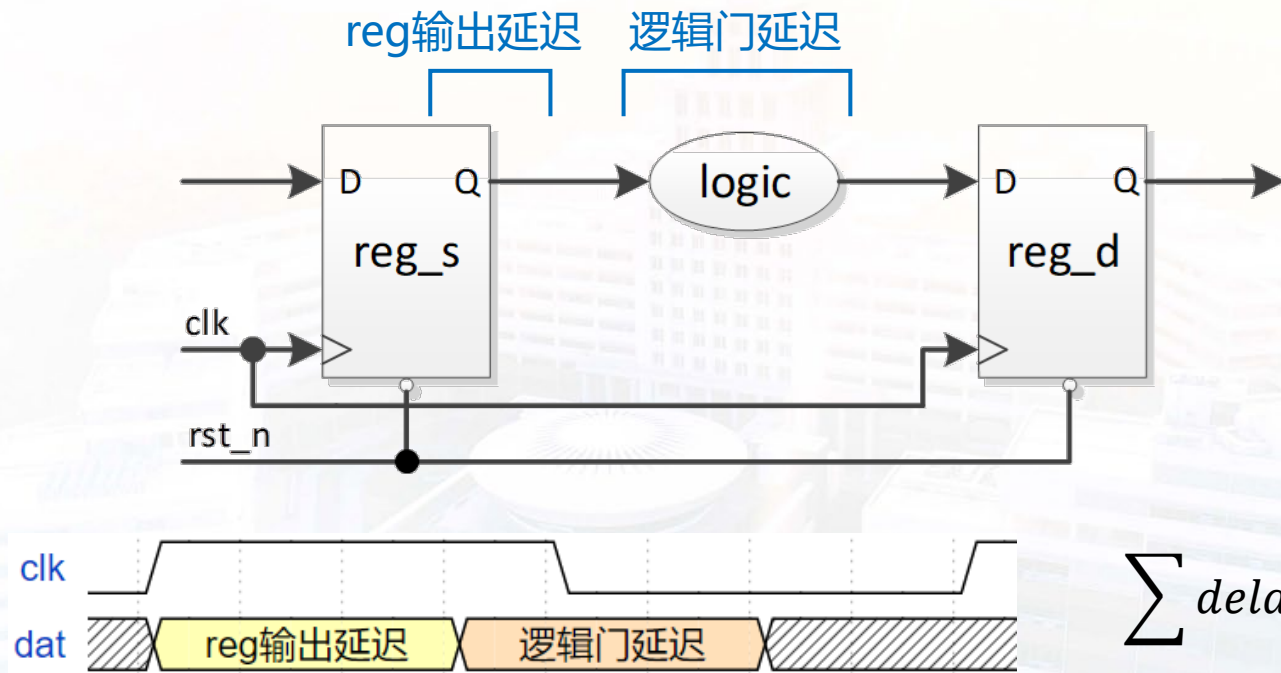 reg输出延迟 逻辑门延迟
D Q logic D Q
reg_s reg_d
clk
rst_n
clk
dat reg输出延迟 逻辑门延迟
∑ dela